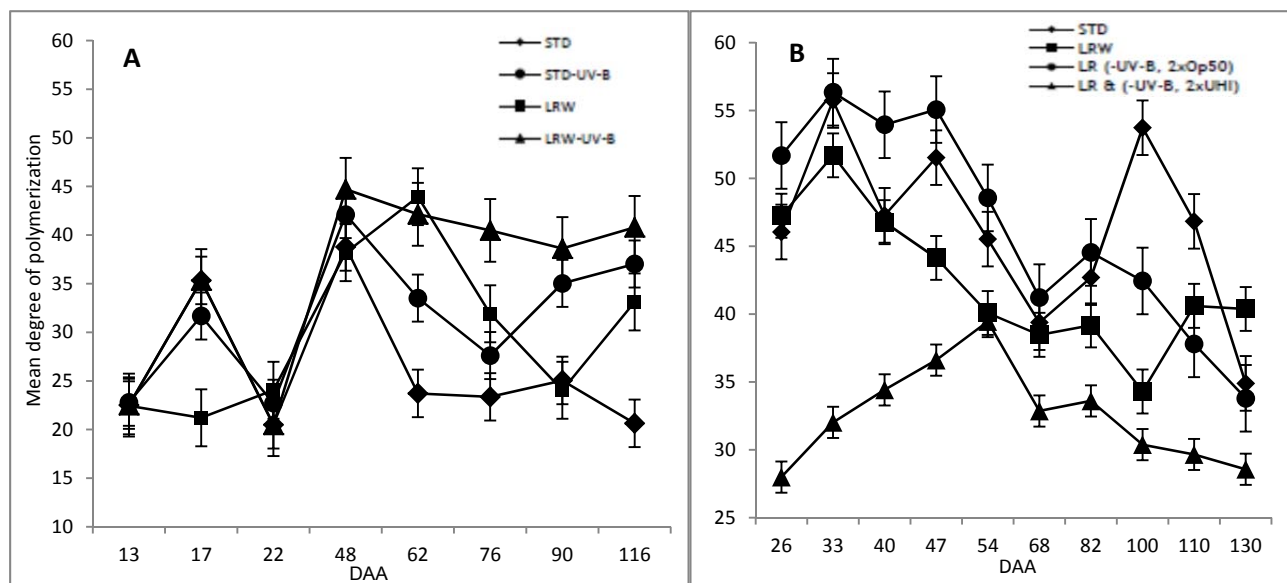 A
STD
STD-UV-B
LRW
LRW-UV-B
Mean degree of polymerization
60
55
50
45
40
35
30
25
20
15
10
13 17 22 48 62 76 90 116
DAA
B
STD
LRW
LR (-UV-B, 2xOp50)
LR & (-UV-B, 2xUHI)
60
55
50
45
40
35
30
25
26 33 40 47 54 68 82 100 110 130
DAA